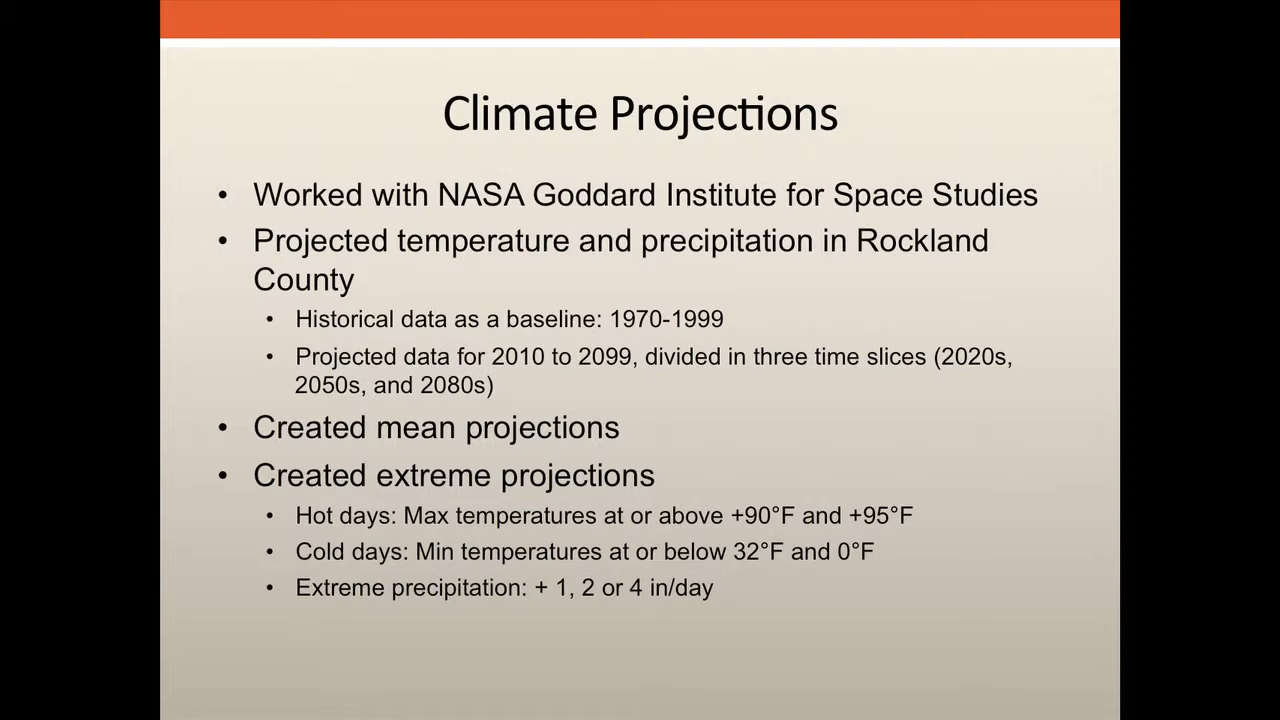 Climate Projections
• Worked with NASA Goddard Institute for Space Studies
• Projected temperature and precipitation in Rockland
County
• Historical data as a baseline: 1970-1999
• Projected data for 2010 to 2099, divided in three time slices (2020s,
2050s, and 2080s)
• Created mean projections
• Created extreme projections
• Hot days: Max temperatures at or above +90°F and +95°F
• Cold days: Min temperatures at or below 32°F and 0°F
• Extreme precipitation: + 1, 2 or 4 in/day